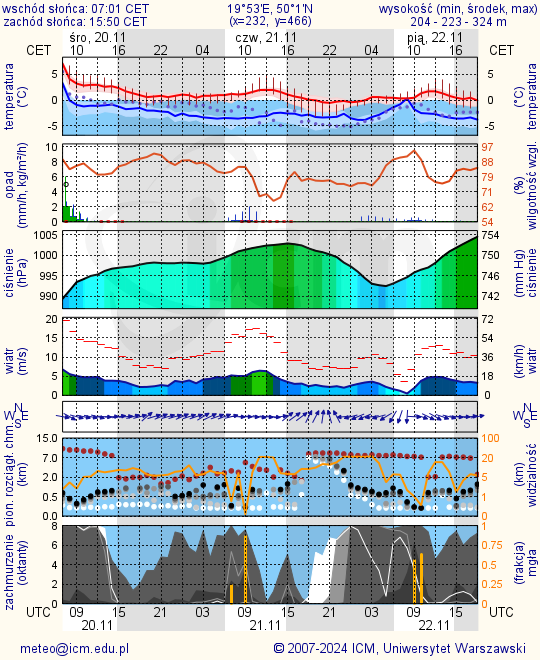 wschód słońca: 07:01 CET 19°53'E, 50°1'N wysokość (min, środek, max)
zachód słońca: 15:50 CET (x=232, y=466) 204 - 223 - 324 m
śro, 20.11 czw, 21.11 pią, 22.11
CET 10 16 22 04 10 16 22 04 10 16 CET
temperatura (°C)
5 0 -5
5 0 -5
temperatura (°C)
opad (mm/h, kg/m²/h)
10 8 6 4 2 0
97 88 79 71 62 54
wilgotność wzgl. (%)
ciśnienie (hPa)
1005 1000 995 990
754 750 746 742
ciśnienie (mm Hg)
wiatr (m/s)
20 15 10 5 0
72 54 36 18 0
wiatr (km/h)
N W E S
N W E S
pion. rozciągł. chm. (km)
15.0 7.0 2.0 0.5 0.0
100 20 5 1 0
widzialność (km)
zachmurzenie (oktanty)
8 6 4 2 0
1 0.75 0.5 0.25 0
mgła (frakcja)
UTC 09 15 21 03 09 15 21 03 09 15 UTC
20.11 21.11 22.11
meteo@icm.edu.pl © 2007-2024 ICM, Uniwersytet Warszawski